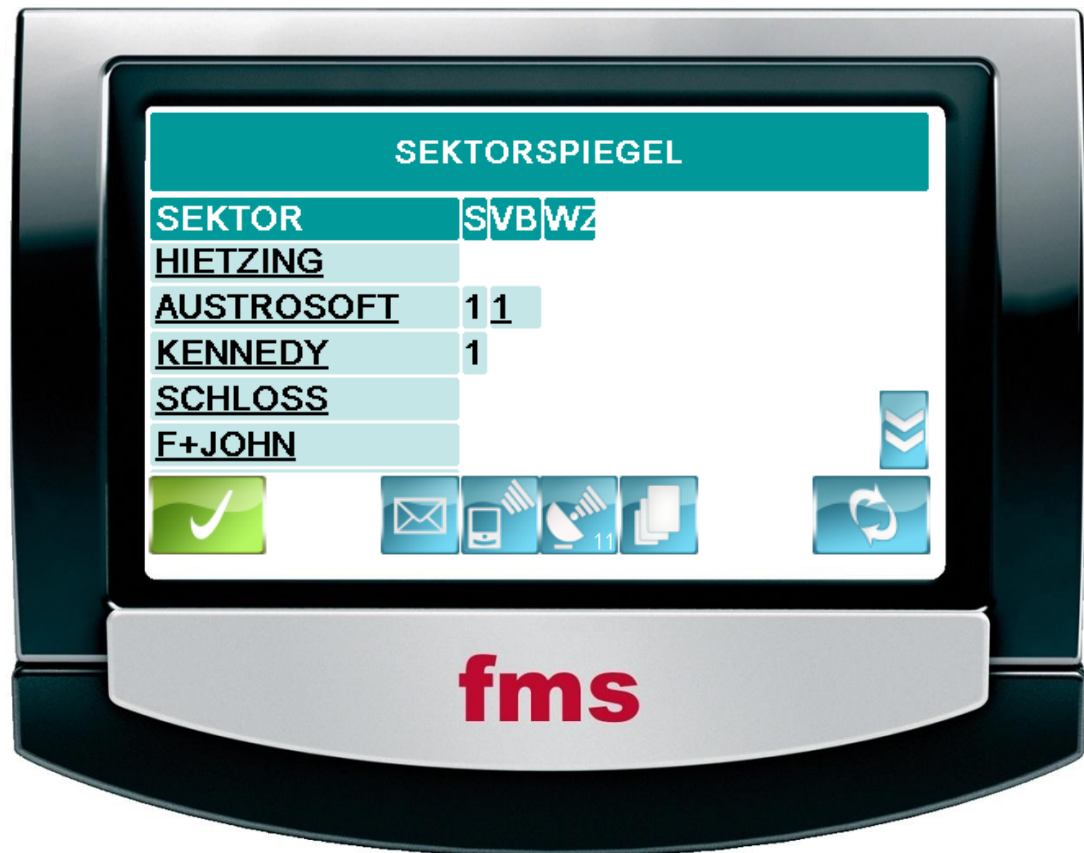 SEKTORSPIEGEL
SEKTOR S VB WZ
HIETZING
AUSTROSOFT 1 1
KENNEDY 1
SCHLOSS
F+JOHN
11
fms